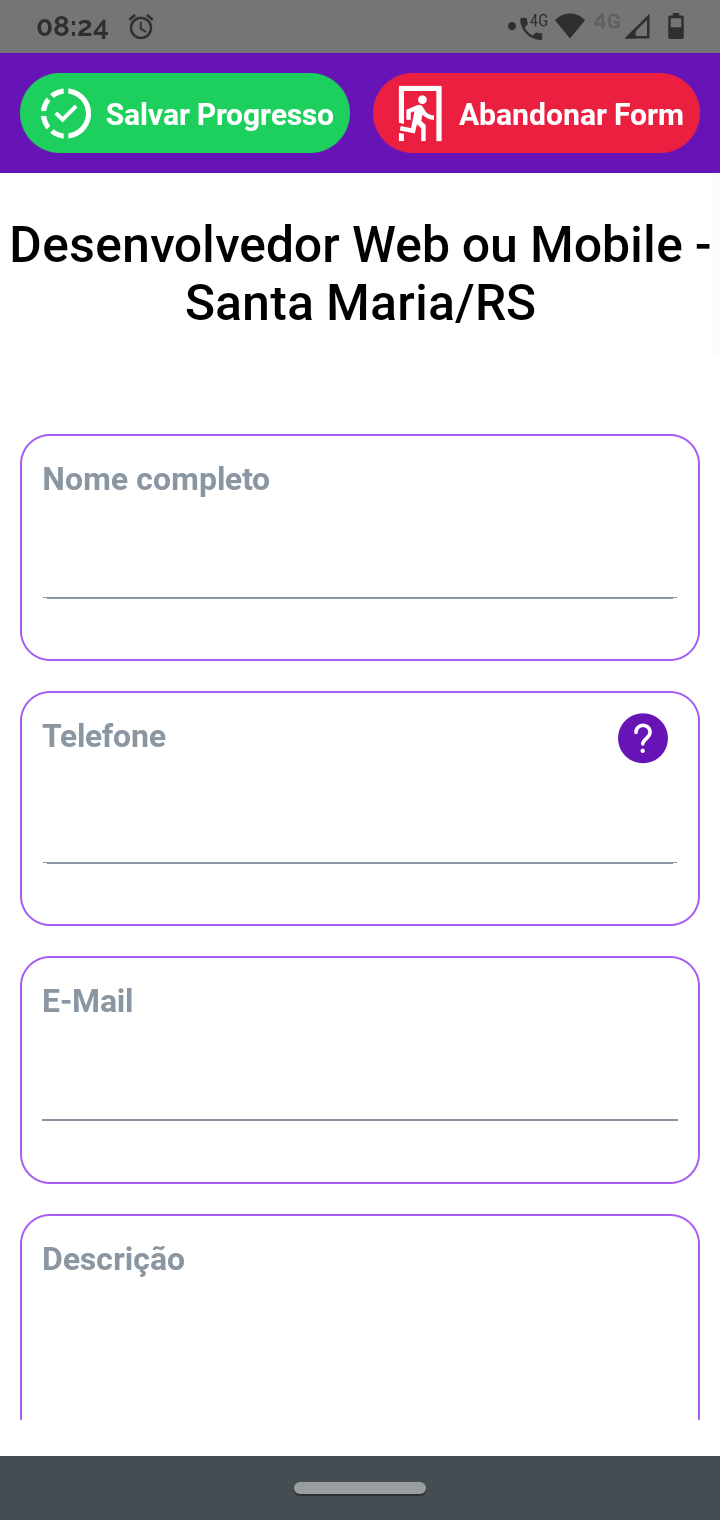 08:24
4G
4G
Salvar Progresso
Abandonar Form
Desenvolvedor Web ou Mobile -
Santa Maria/RS
Nome completo
Telefone
?
E-Mail
Descrição